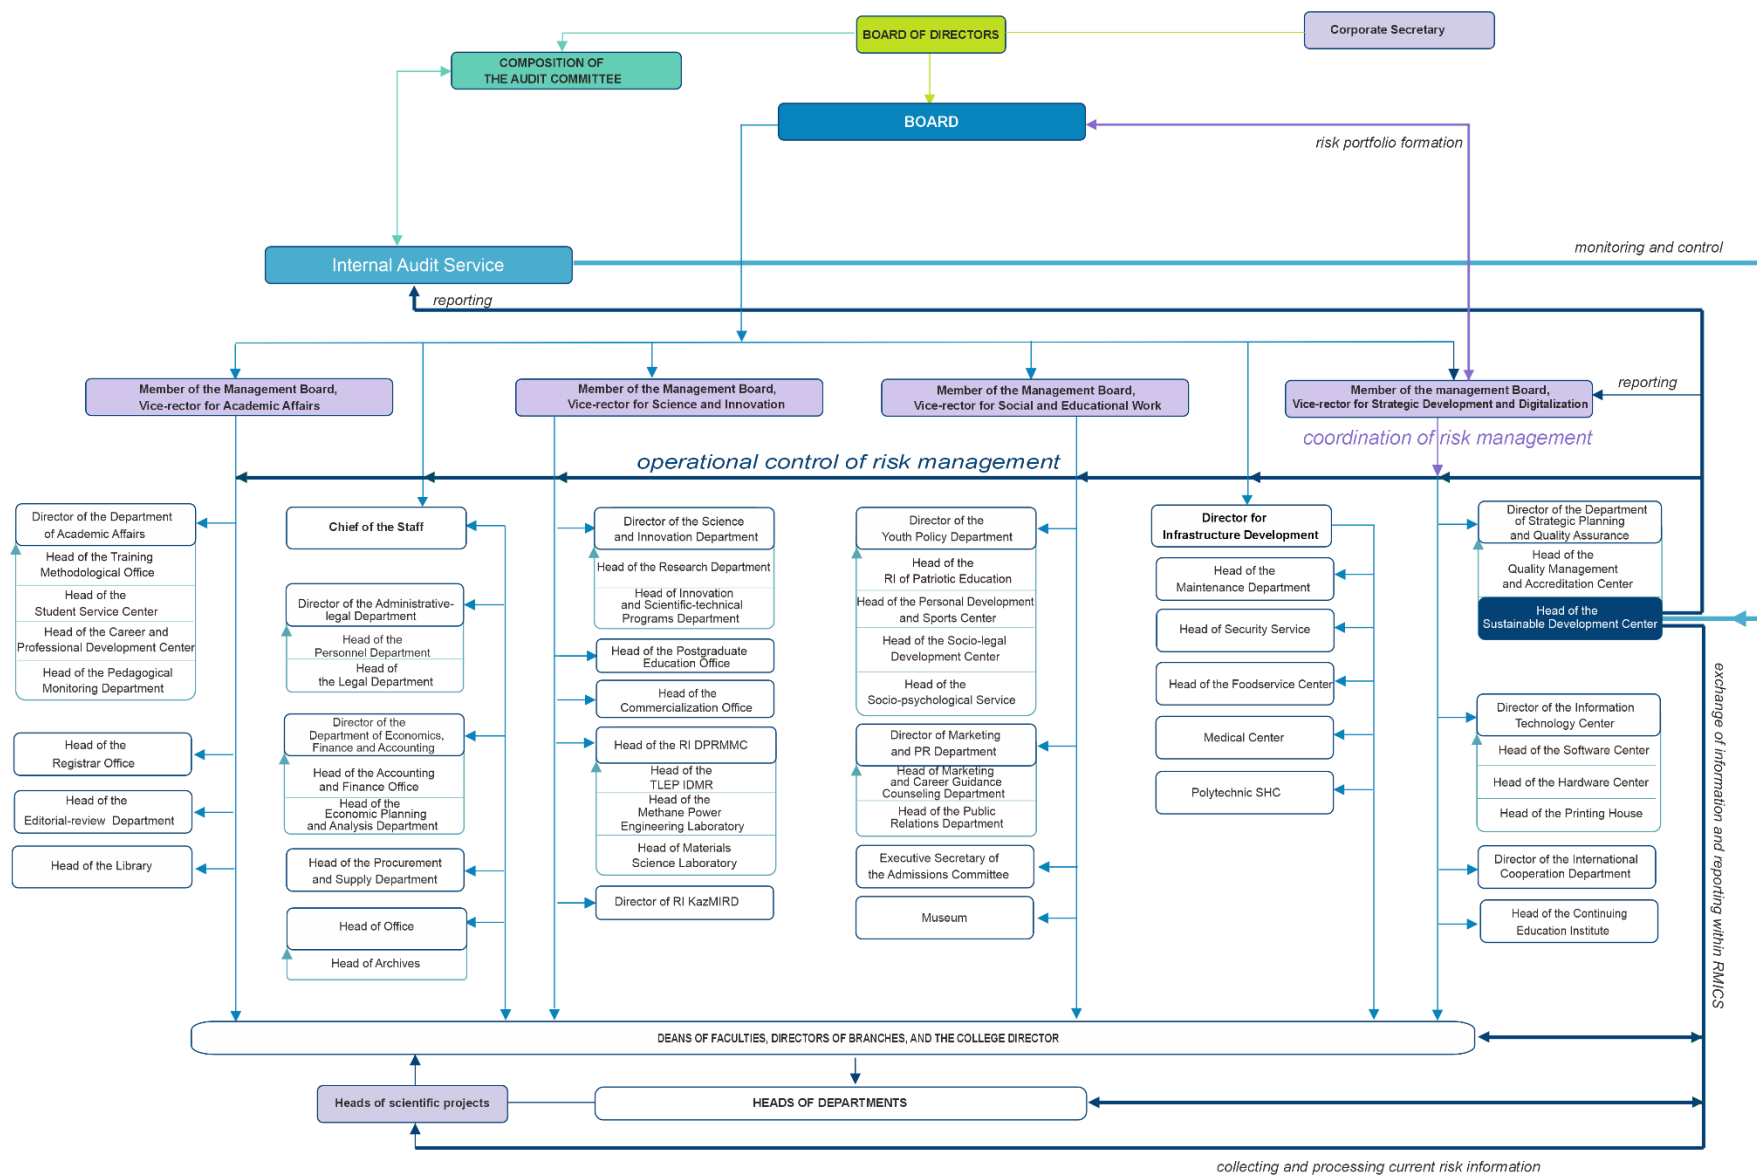 BOARD OF DIRECTORS
Corporate Secretary
COMPOSITION OF
THE AUDIT COMMITTEE
BOARD
risk portfolio formation
Internal Audit Service
monitoring and control
reporting
Member of the Management Board,
Vice-rector for Academic Affairs
Member of the Management Board,
Vice-rector for Science and Innovation
Member of the Management Board,
Vice-rector for Social and Educational Work
Member of the management Board,
Vice-rector for Strategic Development and Digitalization
reporting
coordination of risk management
operational control of risk management
Director of the Department
of Academic Affairs
Head of the Training
Methodological Office
Head of the
Student Service Center
Head of the Career and
Professional Development Center
Head of the Pedagogical
Monitoring Department
Head of the
Registrar Office
Head of the
Editorial-review Department
Head of the Library
Chief of the Staff
Director of the Administrative-
legal Department
Head of the
Personnel Department
Head of
the Legal Department
Director of the
Department of Economics,
Finance and Accounting
Head of the Accounting
and Finance Office
Head of the
Economic Planning
and Analysis Department
Head of the Procurement
and Supply Department
Head of Office
Head of Archives
Director of the Science
and Innovation Department
Head of the Research Department
Head of Innovation
and Scientific-technical
Programs Department
Head of the Postgraduate
Education Office
Head of the
Commercialization Office
Head of the RI DPRMMC
Head of the
TLEP IDMR
Head of the
Methane Power
Engineering Laboratory
Head of Materials
Science Laboratory
Director of RI KazMIRD
Director of the
Youth Policy Department
Head of the
RI of Patriotic Education
Head of the Personal Development
and Sports Center
Head of the Socio-legal
Development Center
Head of the
Socio-psychological Service
Director of Marketing
and PR Department
Head of Marketing
and Career Guidance
Counseling Department
Head of the Public
Relations Department
Executive Secretary of
the Admissions Committee
Museum
Director for
Infrastructure Development
Head of the
Maintenance Department
Head of Security Service
Head of the Foodservice Center
Medical Center
Polytechnic SHC
Director of the Department
of Strategic Planning
and Quality Assurance
Head of the
Quality Management
and Accreditation Center
Head of the
Sustainable Development Center
Director of the Information
Technology Center
Head of the Software Center
Head of the Hardware Center
Head of the Printing House
Director of the International
Cooperation Department
Head of the Continuing
Education Institute
exchange of information and reporting within RMICS
DEANS OF FACULTIES, DIRECTORS OF BRANCHES, AND THE COLLEGE DIRECTOR
Heads of scientific projects
HEADS OF DEPARTMENTS
collecting and processing current risk information